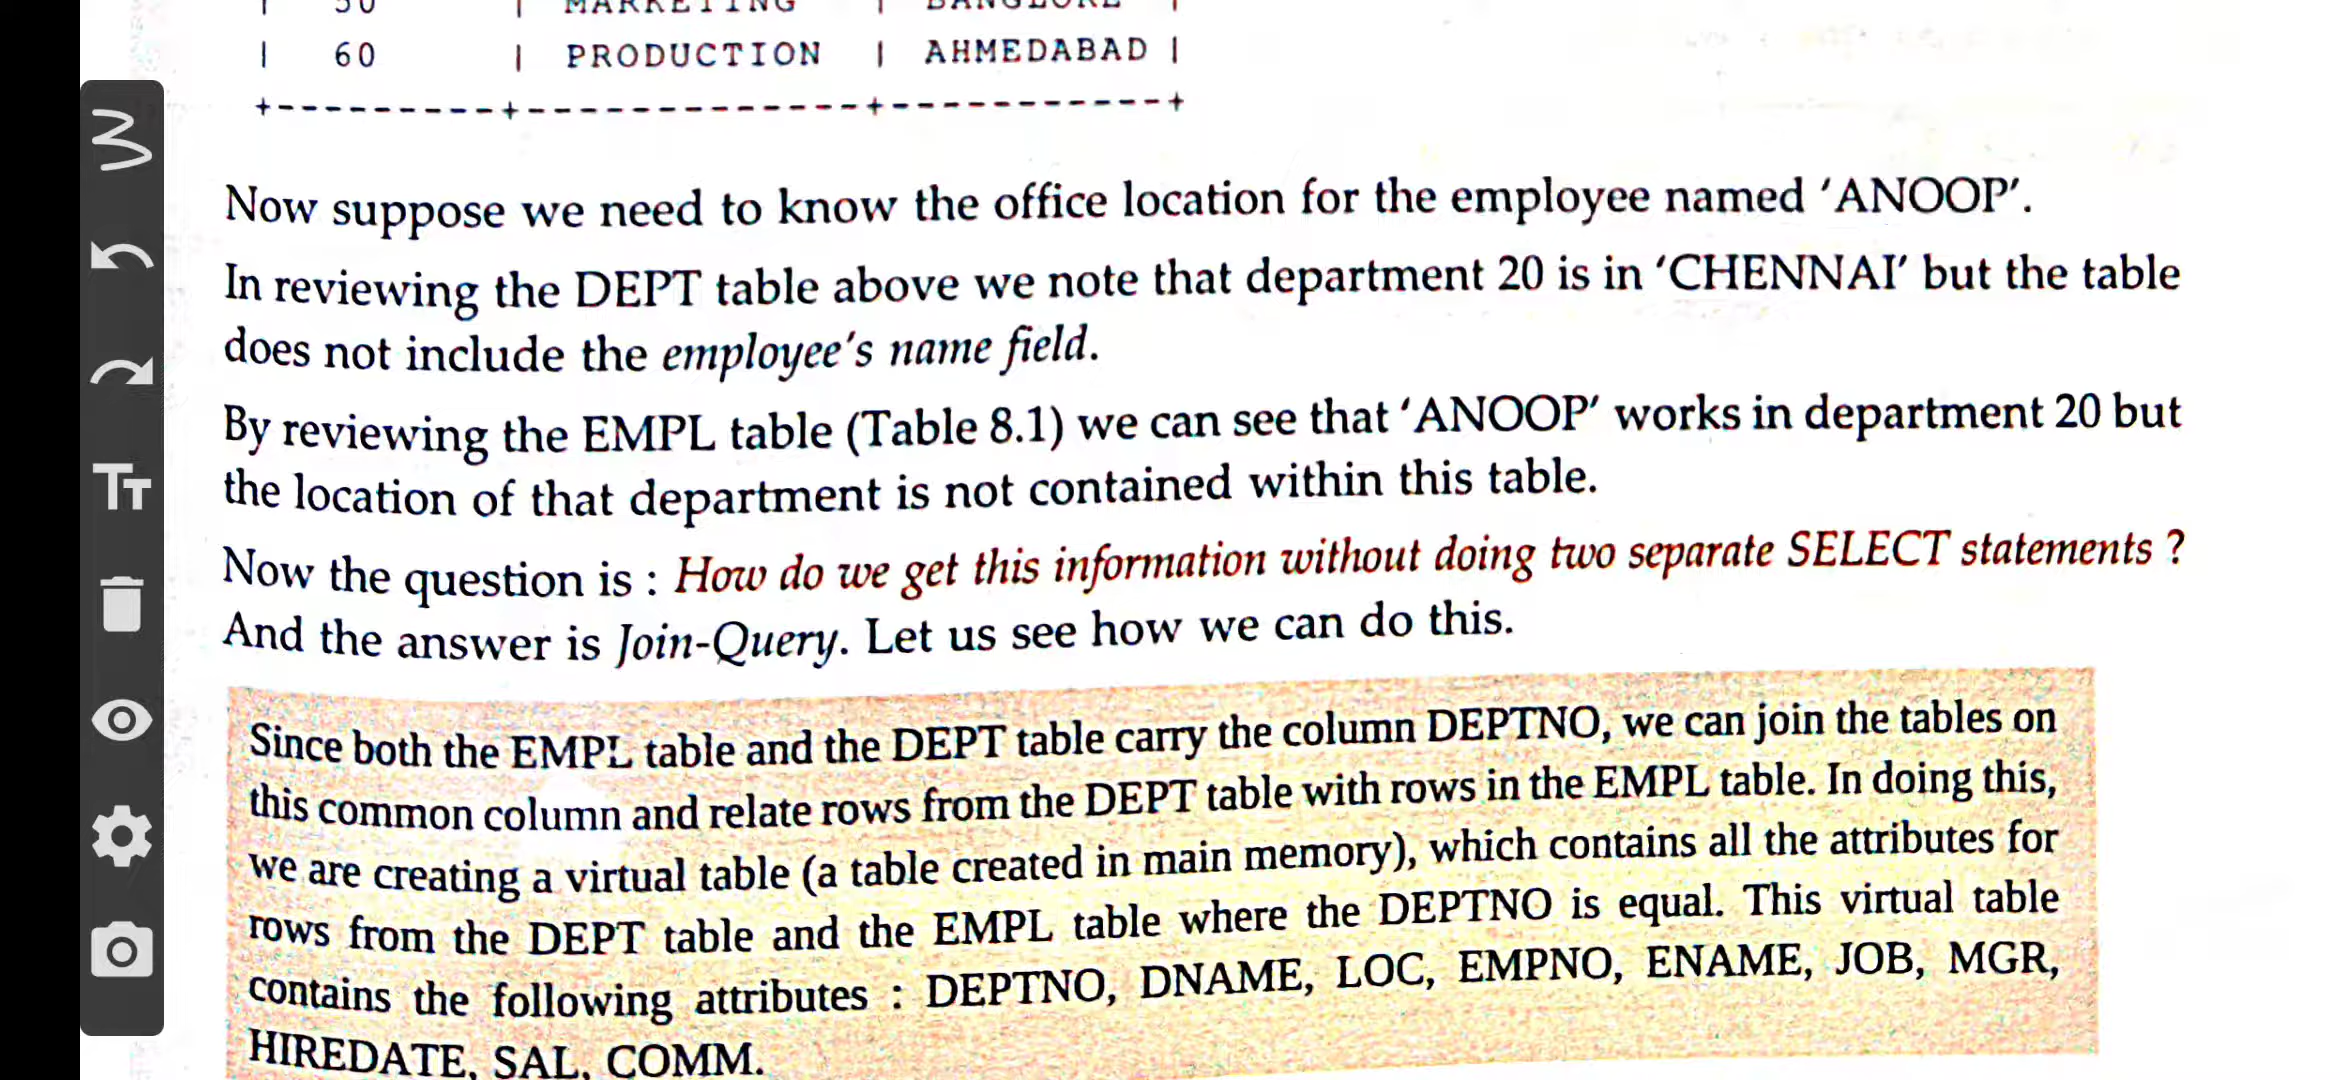 | 50 | MARKETING | BANGLORE |
| 60 | PRODUCTION | AHMEDABAD |
+----------+--------------+------------+
Now suppose we need to know the office location for the employee named ‘ANOOP’.
In reviewing the DEPT table above we note that department 20 is in ‘CHENNAI’ but the table
does not include the employee’s name field.
By reviewing the EMPL table (Table 8.1) we can see that ‘ANOOP’ works in department 20 but
the location of that department is not contained within this table.
Now the question is : How do we get this information without doing two separate SELECT statements ?
And the answer is Join-Query. Let us see how we can do this.
Since both the EMPL table and the DEPT table carry the column DEPTNO, we can join the tables on
this common column and relate rows from the DEPT table with rows in the EMPL table. In doing this,
we are creating a virtual table (a table created in main memory), which contains all the attributes for
rows from the DEPT table and the EMPL table where the DEPTNO is equal. This virtual table
contains the following attributes : DEPTNO, DNAME, LOC, EMPNO, ENAME, JOB, MGR,
HIREDATE, SAL, COMM.
Tт